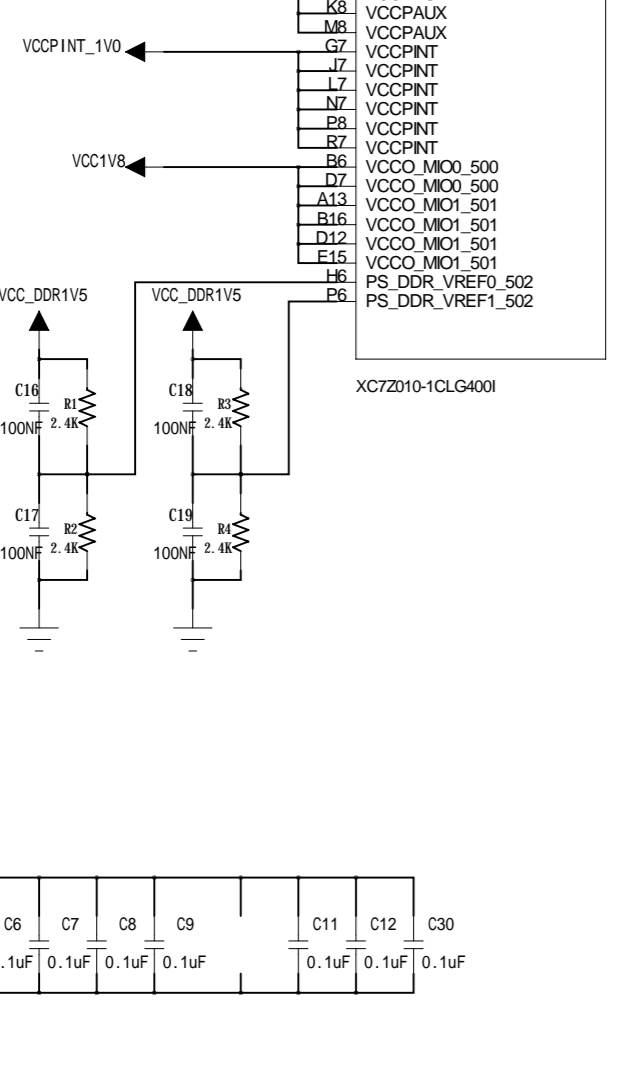 K8 VCCPAUX
M8 VCCPAUX
VCCPINT_1V0 G7 VCCPINT
J7 VCCPINT
L7 VCCPINT
N7 VCCPINT
P8 VCCPINT
R7 VCCPINT
VCC1V8 B6 VCCO_MIO0_500
D7 VCCO_MIO0_500
A13 VCCO_MIO1_501
B16 VCCO_MIO1_501
D12 VCCO_MIO1_501
E15 VCCO_MIO1_501
H6 PS_DDR_VREF0_502
P6 PS_DDR_VREF1_502
VCC_DDR1V5 VCC_DDR1V5
XC7Z010-1CLG400I
C16 R1 C18 R3
100NF 2.4K 100NF 2.4K
C17 R2 C19 R4
100NF 2.4K 100NF 2.4K
C6 C7 C8 C9 C11 C12 C30
.1uF 0.1uF 0.1uF 0.1uF 0.1uF 0.1uF 0.1uF